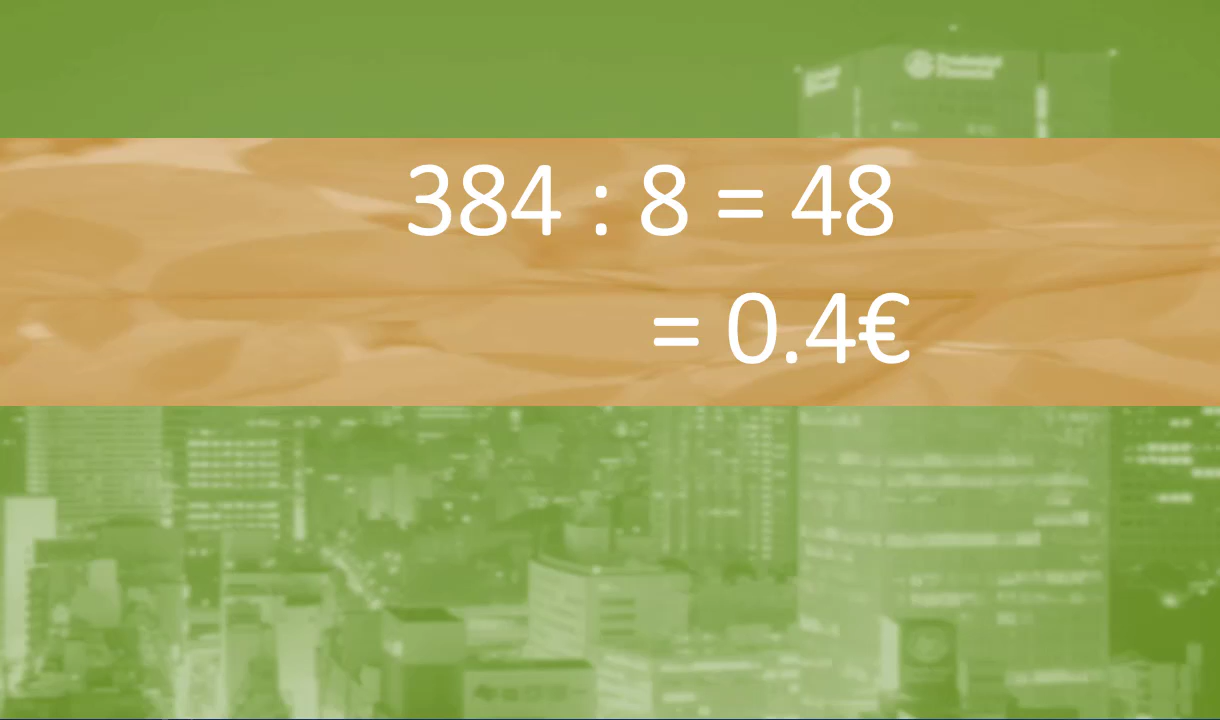 384 : 8 = 48
= 0.4€